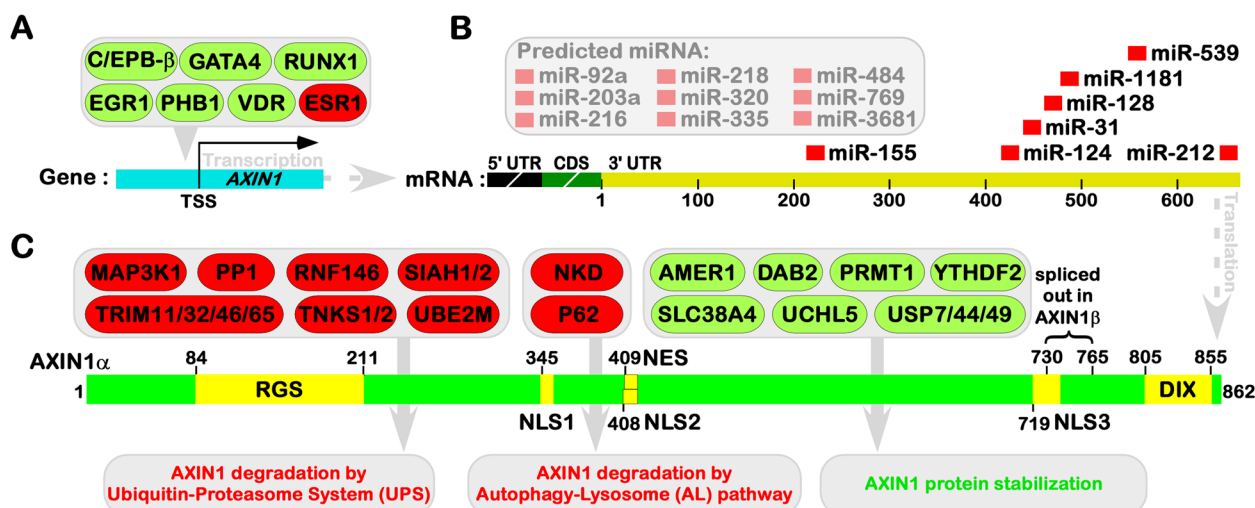 A
C/EPB-β GATA4 RUNX1
EGR1 PHB1 VDR ESR1
Transcription
Gene : AXIN1
TSS
B
Predicted miRNA:
miR-92a miR-218 miR-484
miR-203a miR-320 miR-769
miR-216 miR-335 miR-3681
miR-539
miR-1181
miR-128
miR-31
miR-155 miR-124 miR-212
5' UTR CDS 3' UTR
mRNA :
1 100 200 300 400 500 600
Translation
C
MAP3K1 PP1 RNF146 SIAH1/2
TRIM11/32/46/65 TNKS1/2 UBE2M
NKD
P62
AMER1 DAB2 PRMT1 YTHDF2
SLC38A4 UCHL5 USP7/44/49
spliced
out in
AXIN1β
AXIN1α 84 211 345 409 NES 730 765 805 855
1 RGS DIX 862
NLS1 408 NLS2 719 NLS3
AXIN1 degradation by
Ubiquitin-Proteasome System (UPS)
AXIN1 degradation by
Autophagy-Lysosome (AL) pathway
AXIN1 protein stabilization